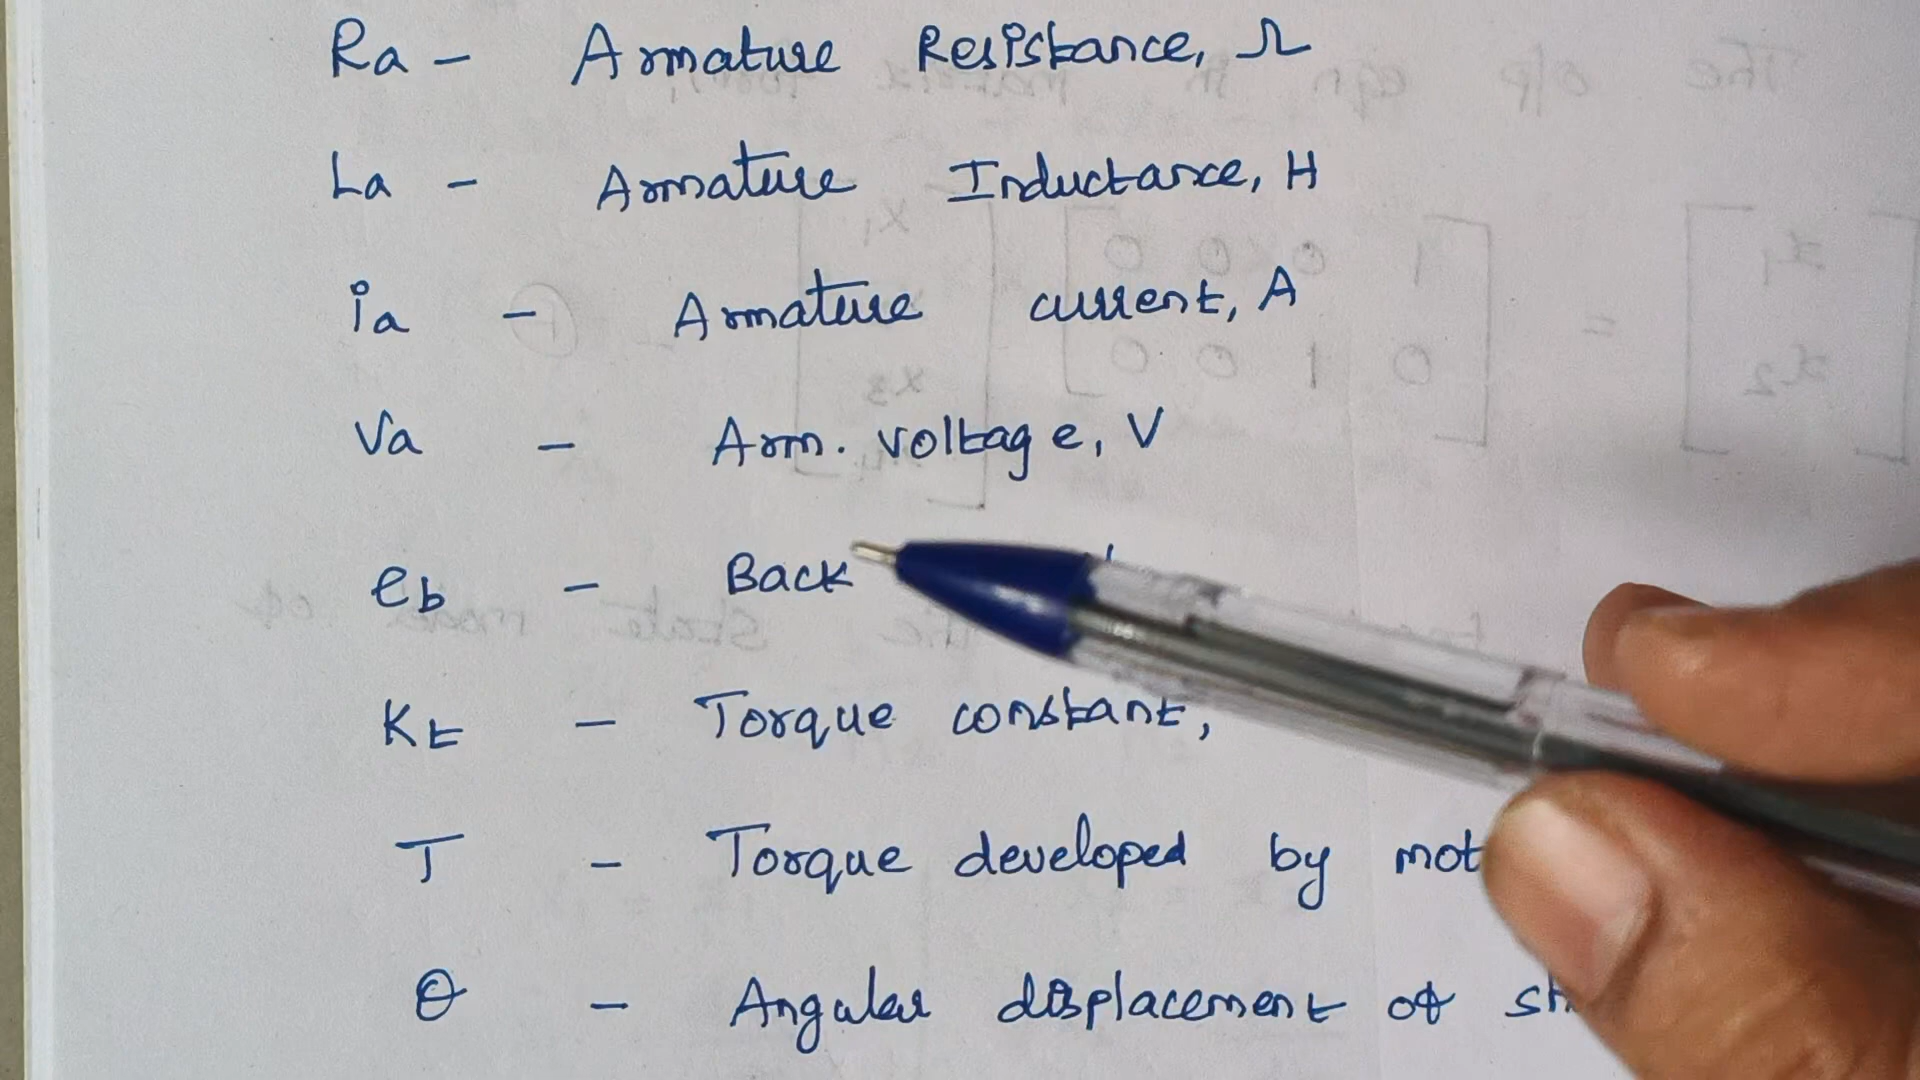 Ra - Armature Resistance, Ω
La - Armature Inductance, H
ia - Armature current, A
Va - Arm. voltage, V
eb - Back
Kt - Torque constant,
T - Torque developed by mot
θ - Angular displacement of sh